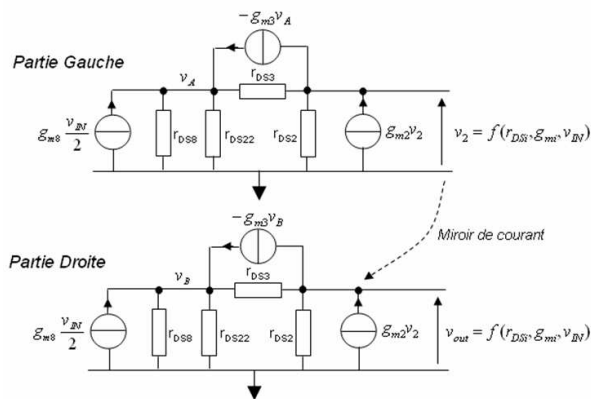 -g_{m3}v_A
Partie Gauche
v_A
r_{DS3}
g_{m8} v_{IN}/2
r_{DS8}
r_{DS22}
r_{DS2}
g_{m2}v_2
v_2 = f(r_{DSi}, g_{mi}, v_{IN})
-g_{m3}v_B
Miroir de courant
Partie Droite
v_B
r_{DS3}
g_{m8} v_{IN}/2
r_{DS8}
r_{DS22}
r_{DS2}
g_{m2}v_2
v_{out} = f(r_{DSi}, g_{mi}, v_{IN})